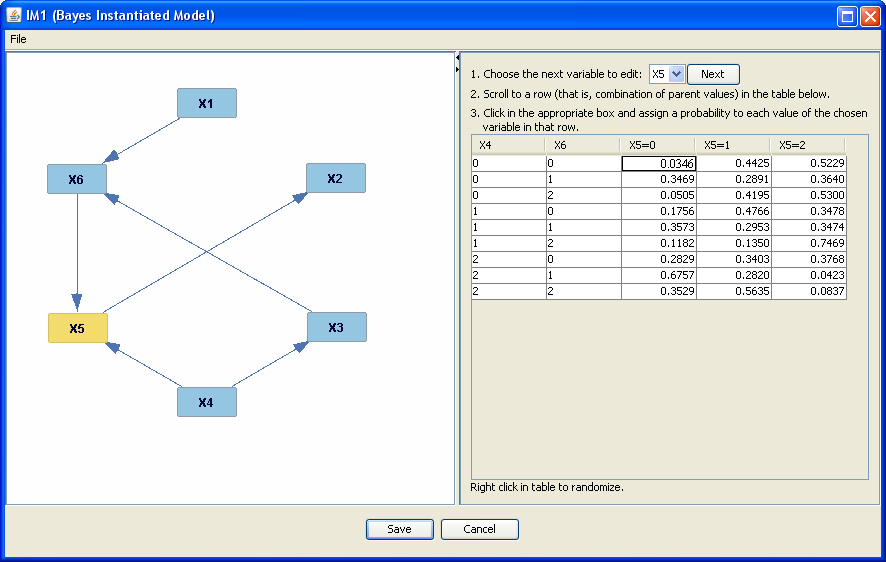 IM1 (Bayes Instantiated Model)
File
X1
X6
X2
X5
X3
X4
1. Choose the next variable to edit: X5 Next
2. Scroll to a row (that is, combination of parent values) in the table below.
3. Click in the appropriate box and assign a probability to each value of the chosen
variable in that row.
X4 X6 X5=0 X5=1 X5=2
0 0 0.0346 0.4425 0.5229
0 1 0.3469 0.2891 0.3640
0 2 0.0505 0.4195 0.5300
1 0 0.1756 0.4766 0.3478
1 1 0.3573 0.2953 0.3474
1 2 0.1182 0.1350 0.7469
2 0 0.2829 0.3403 0.3768
2 1 0.6757 0.2820 0.0423
2 2 0.3529 0.5635 0.0837
Right click in table to randomize.
Save Cancel